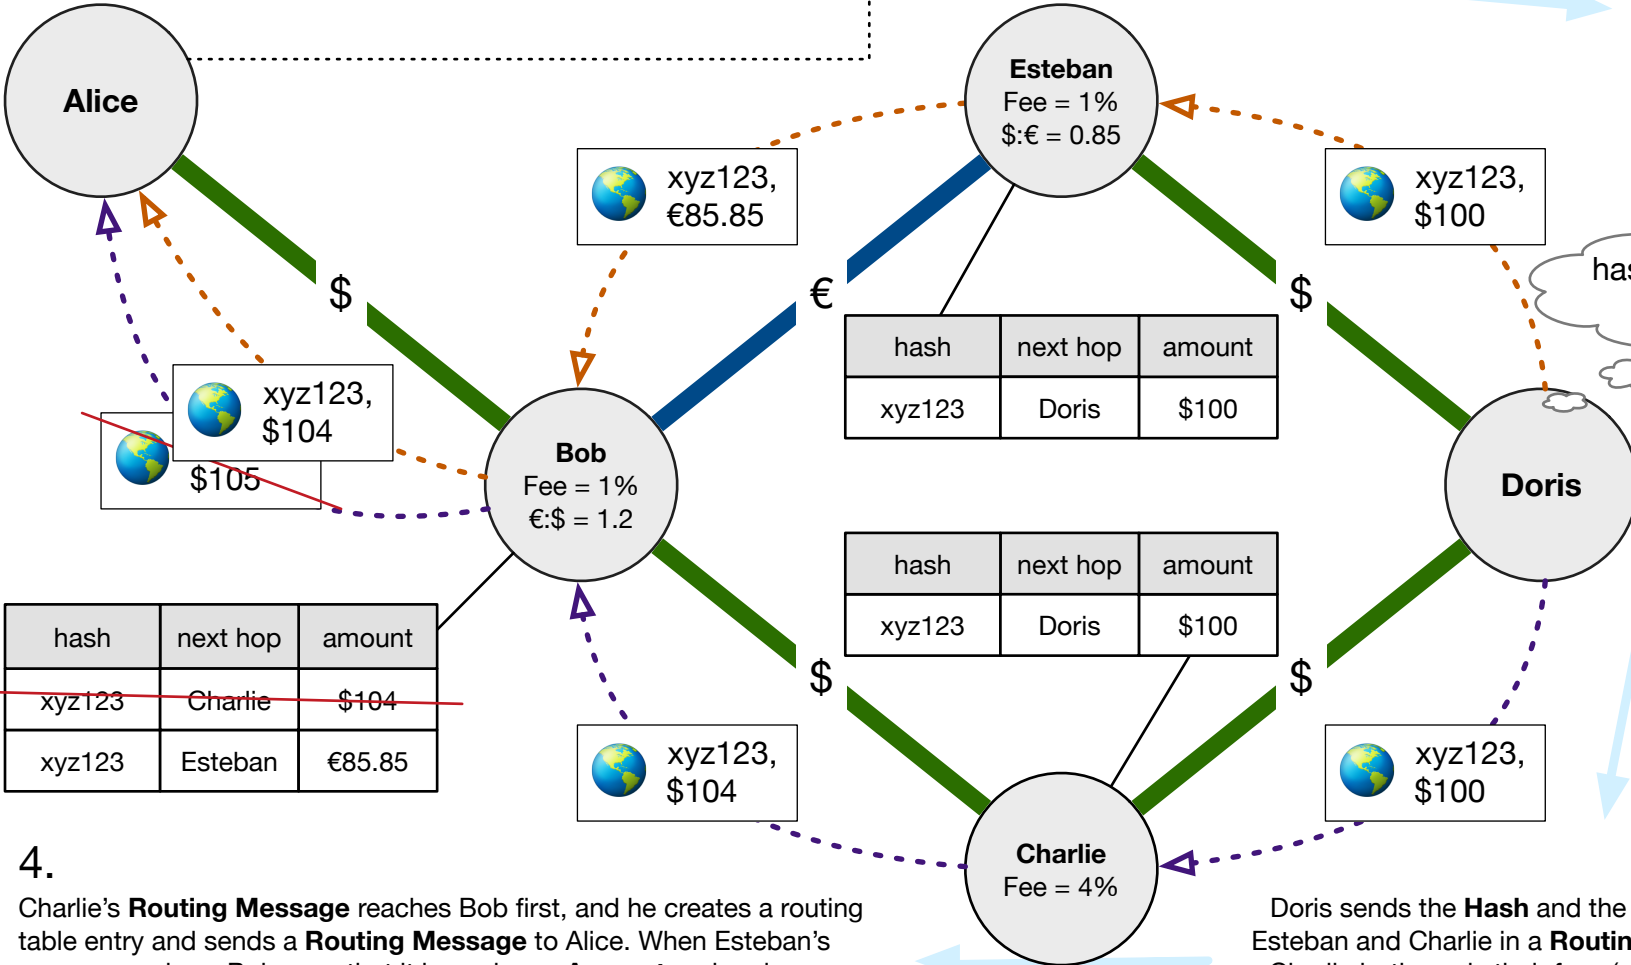 Alice
Esteban
Fee = 1%
$:€ = 0.85
xyz123,
€85.85
xyz123,
$100
$
€
$
hash next hop amount
xyz123 Doris $100
xyz123,
$104
$105
Bob
Fee = 1%
€:$ = 1.2
Doris
hash next hop amount
xyz123 Doris $100
hash next hop amount
xyz123 Charlie $104
xyz123 Esteban €85.85
$
$
xyz123,
$104
xyz123,
$100
Charlie
Fee = 4%
4.
Charlie's Routing Message reaches Bob first, and he creates a routing
table entry and sends a Routing Message to Alice. When Esteban's
Doris sends the Hash and the
Esteban and Charlie in a